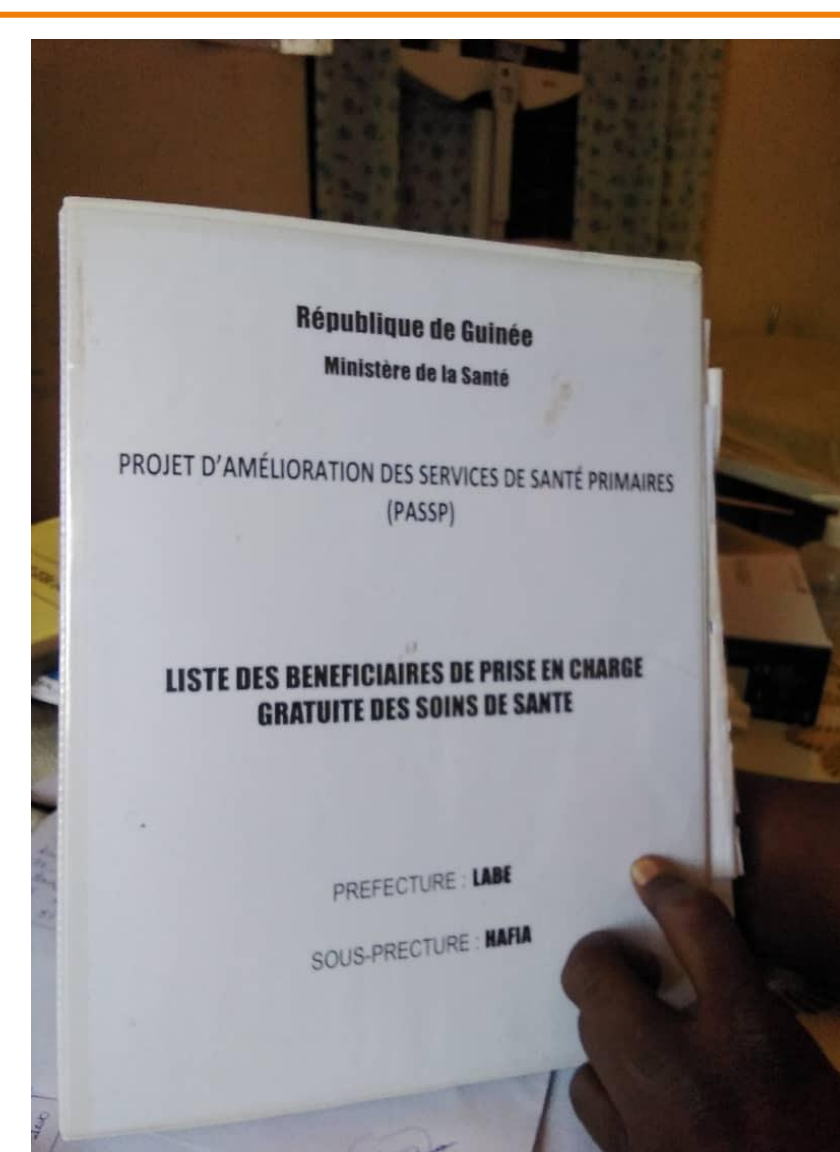 République de Guinée
Ministère de la Santé
PROJET D'AMÉLIORATION DES SERVICES DE SANTÉ PRIMAIRES
(PASSP)
LISTE DES BENEFICIAIRES DE PRISE EN CHARGE
GRATUITE DES SOINS DE SANTE
PREFECTURE : LABE
SOUS-PRECTURE : HAFIA